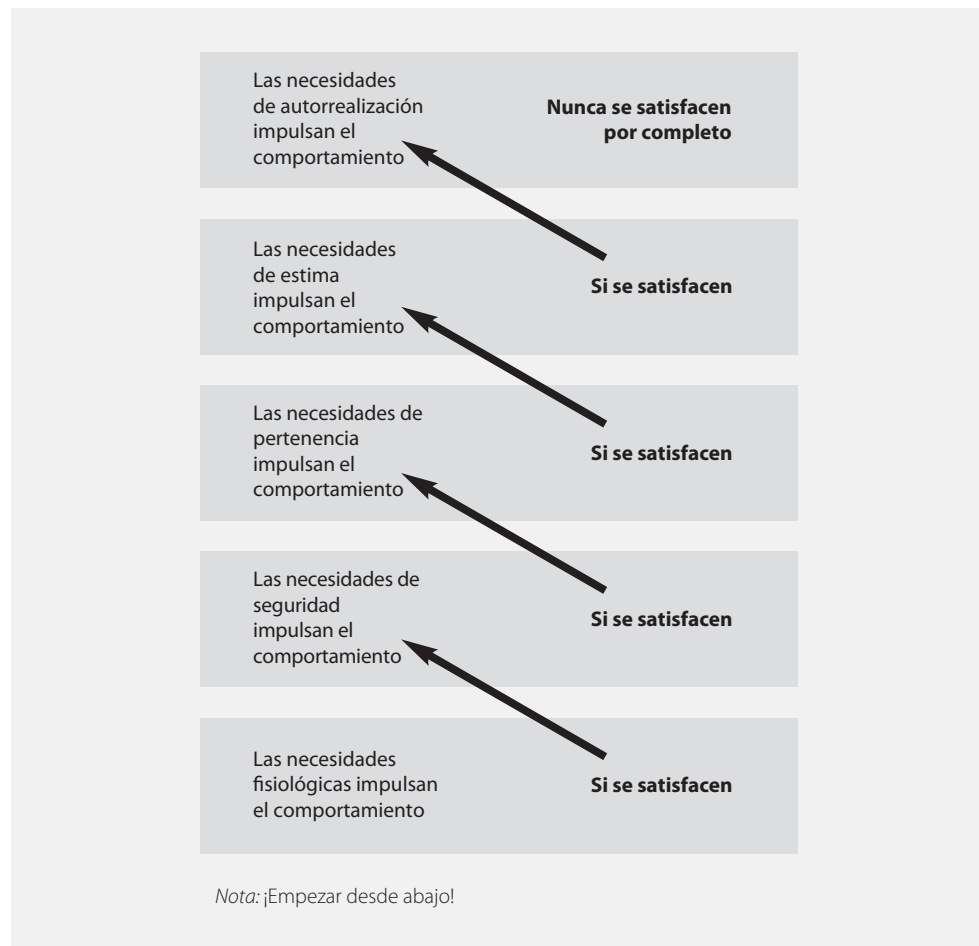 Las necesidades
de autorrealización
impulsan el
comportamiento
Nunca se satisfacen
por completo
Las necesidades
de estima
impulsan el
comportamiento
Si se satisfacen
Las necesidades de
pertenencia
impulsan el
comportamiento
Si se satisfacen
Las necesidades de
seguridad
impulsan el
comportamiento
Si se satisfacen
Las necesidades
fisiológicas impulsan
el comportamiento
Si se satisfacen
Nota: ¡Empezar desde abajo!